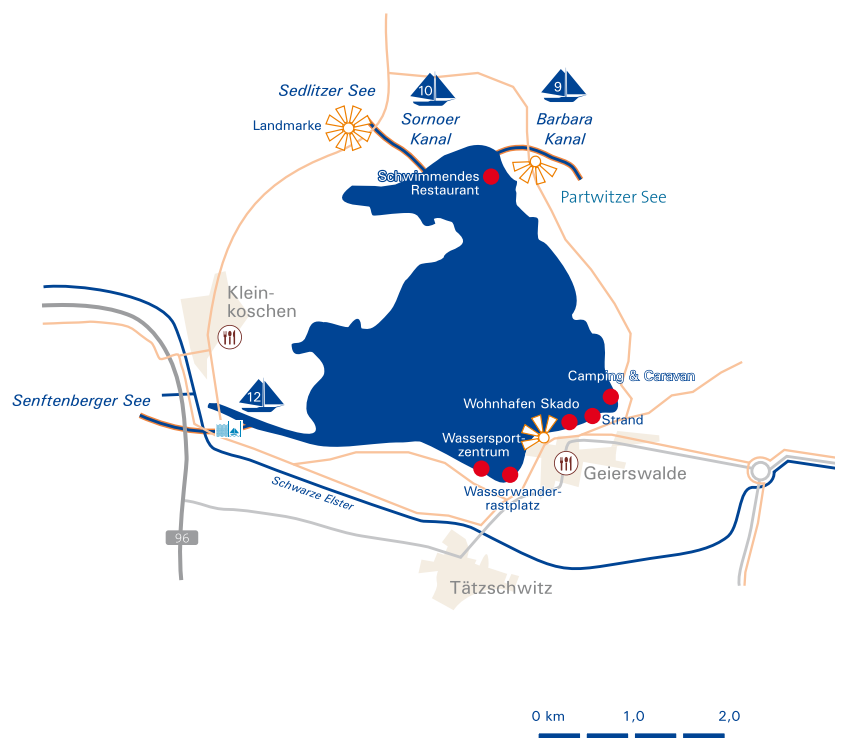 Sedlitzer See
10
9
Landmarke
Sornoer
Kanal
Barbara
Kanal
Schwimmendes
Restaurant
Partwitzer See
Klein-
koschen
Camping & Caravan
Senftenberger See
12
Wohnhafen Skado
Strand
Wassersport-
zentrum
Geierswalde
Schwarze Elster
Wasserwander-
rastplatz
96
Tätzschwitz
0 km 1,0 2,0